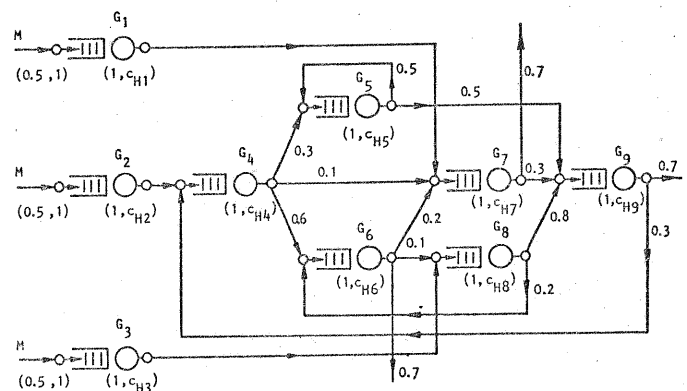 M
G1
(0.5 ,1)
(1,cH1)
0.7
G5
0.5
0.5
(1,cH5)
0.3
M
G2
G4
G7
G9
0.1
0.3
0.7
(0.5 ,1)
(1,cH2)
(1,cH4)
0.2
(1,cH7)
(1,cH9)
0.6
G6
G8
0.8
0.3
0.1
(1,cH6)
(1,cH8)
0.2
M
G3
(0.5 ,1)
(1,cH3)
0.7